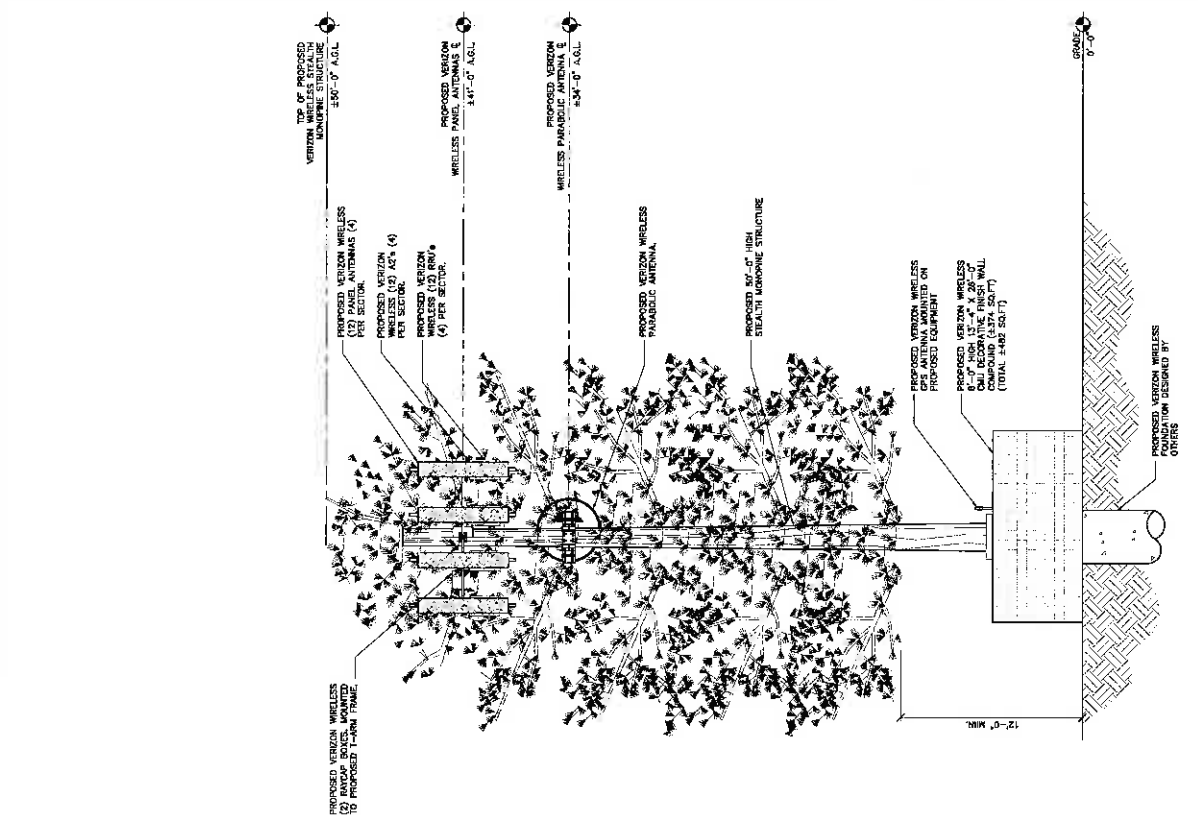 TOP OF PROPOSED
VERIZON WIRELESS STEALTH
MONOPINE STRUCTURE
±50'-0" A.G.L.
PROPOSED VERIZON
WIRELESS PANEL ANTENNAS ℄
±41'-0" A.G.L.
PROPOSED VERIZON
WIRELESS PARABOLIC ANTENNA ℄
±34'-0" A.G.L.
GRADE
0'-0"
PROPOSED VERIZON WIRELESS
(12) PANEL ANTENNAS (4)
PER SECTOR.
PROPOSED VERIZON
WIRELESS (12) A2's (4)
PER SECTOR.
PROPOSED VERIZON
WIRELESS (12) RRU's
(4) PER SECTOR.
PROPOSED VERIZON WIRELESS
PARABOLIC ANTENNA.
PROPOSED 50'-0" HIGH
STEALTH MONOPINE STRUCTURE
PROPOSED VERIZON WIRELESS
GPS ANTENNA MOUNTED ON
PROPOSED EQUIPMENT
PROPOSED VERIZON WIRELESS
HIGH 13'-4" X 28'-0"
CMU DECORATIVE FINISH WALL
COMPOUND (±374 SQ.FT)
(TOTAL ±482 SQ.FT)
PROPOSED VERIZON WIRELESS
FOUNDATION DESIGNED BY
OTHERS
PROPOSED VERIZON WIRELESS
(2) RAYCAP BOXES, MOUNTED
TO PROPOSED T-ARM FRAME.
12'-0" MIN.